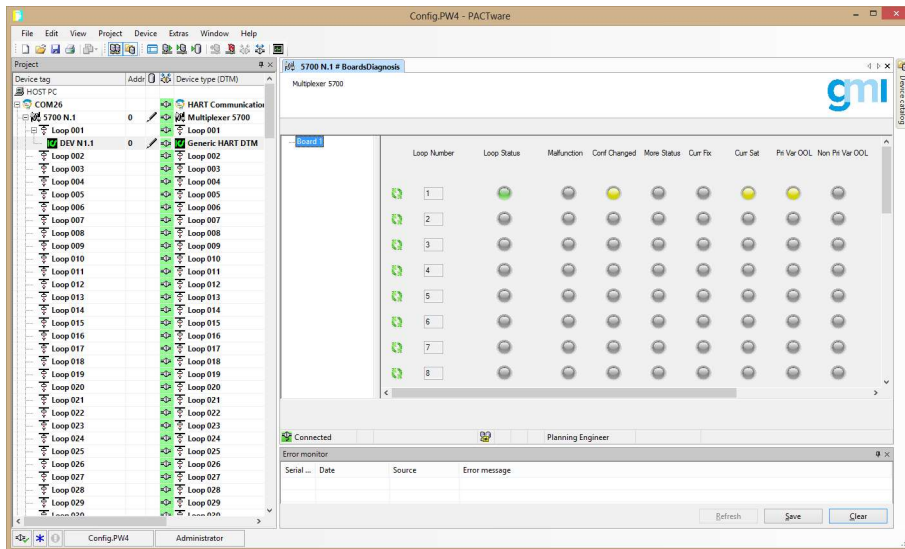 Config.PW4 - PACTware
File Edit View Project Device Extras Window Help
Project
Device tag Addr Device type (DTM)
HOST PC
COM26 HART Communication
5700 N.1 0 Multiplexer 5700
Loop 001 Loop 001
DEV N1.1 0 Generic HART DTM
Loop 002 Loop 002
Loop 003 Loop 003
Loop 004 Loop 004
Loop 005 Loop 005
Loop 006 Loop 006
Loop 007 Loop 007
Loop 008 Loop 008
Loop 009 Loop 009
Loop 010 Loop 010
Loop 011 Loop 011
Loop 012 Loop 012
Loop 013 Loop 013
Loop 014 Loop 014
Loop 015 Loop 015
Loop 016 Loop 016
Loop 017 Loop 017
Loop 018 Loop 018
Loop 019 Loop 019
Loop 020 Loop 020
Loop 021 Loop 021
Loop 022 Loop 022
Loop 023 Loop 023
Loop 024 Loop 024
Loop 025 Loop 025
Loop 026 Loop 026
Loop 027 Loop 027
Loop 028 Loop 028
Loop 029 Loop 029
Loop 030 Loop 030
5700 N.1 # BoardsDiagnosis
Multiplexer 5700
gmi
Device catalog
Board 1
Loop Number Loop Status Malfunction Conf Changed More Status Curr Fix Curr Sat Pri Var OOL Non Pri Var OOL
1
2
3
4
5
6
7
8
Connected Planning Engineer
Error monitor
Serial ... Date Source Error message
Refresh Save Clear
Config.PW4 Administrator